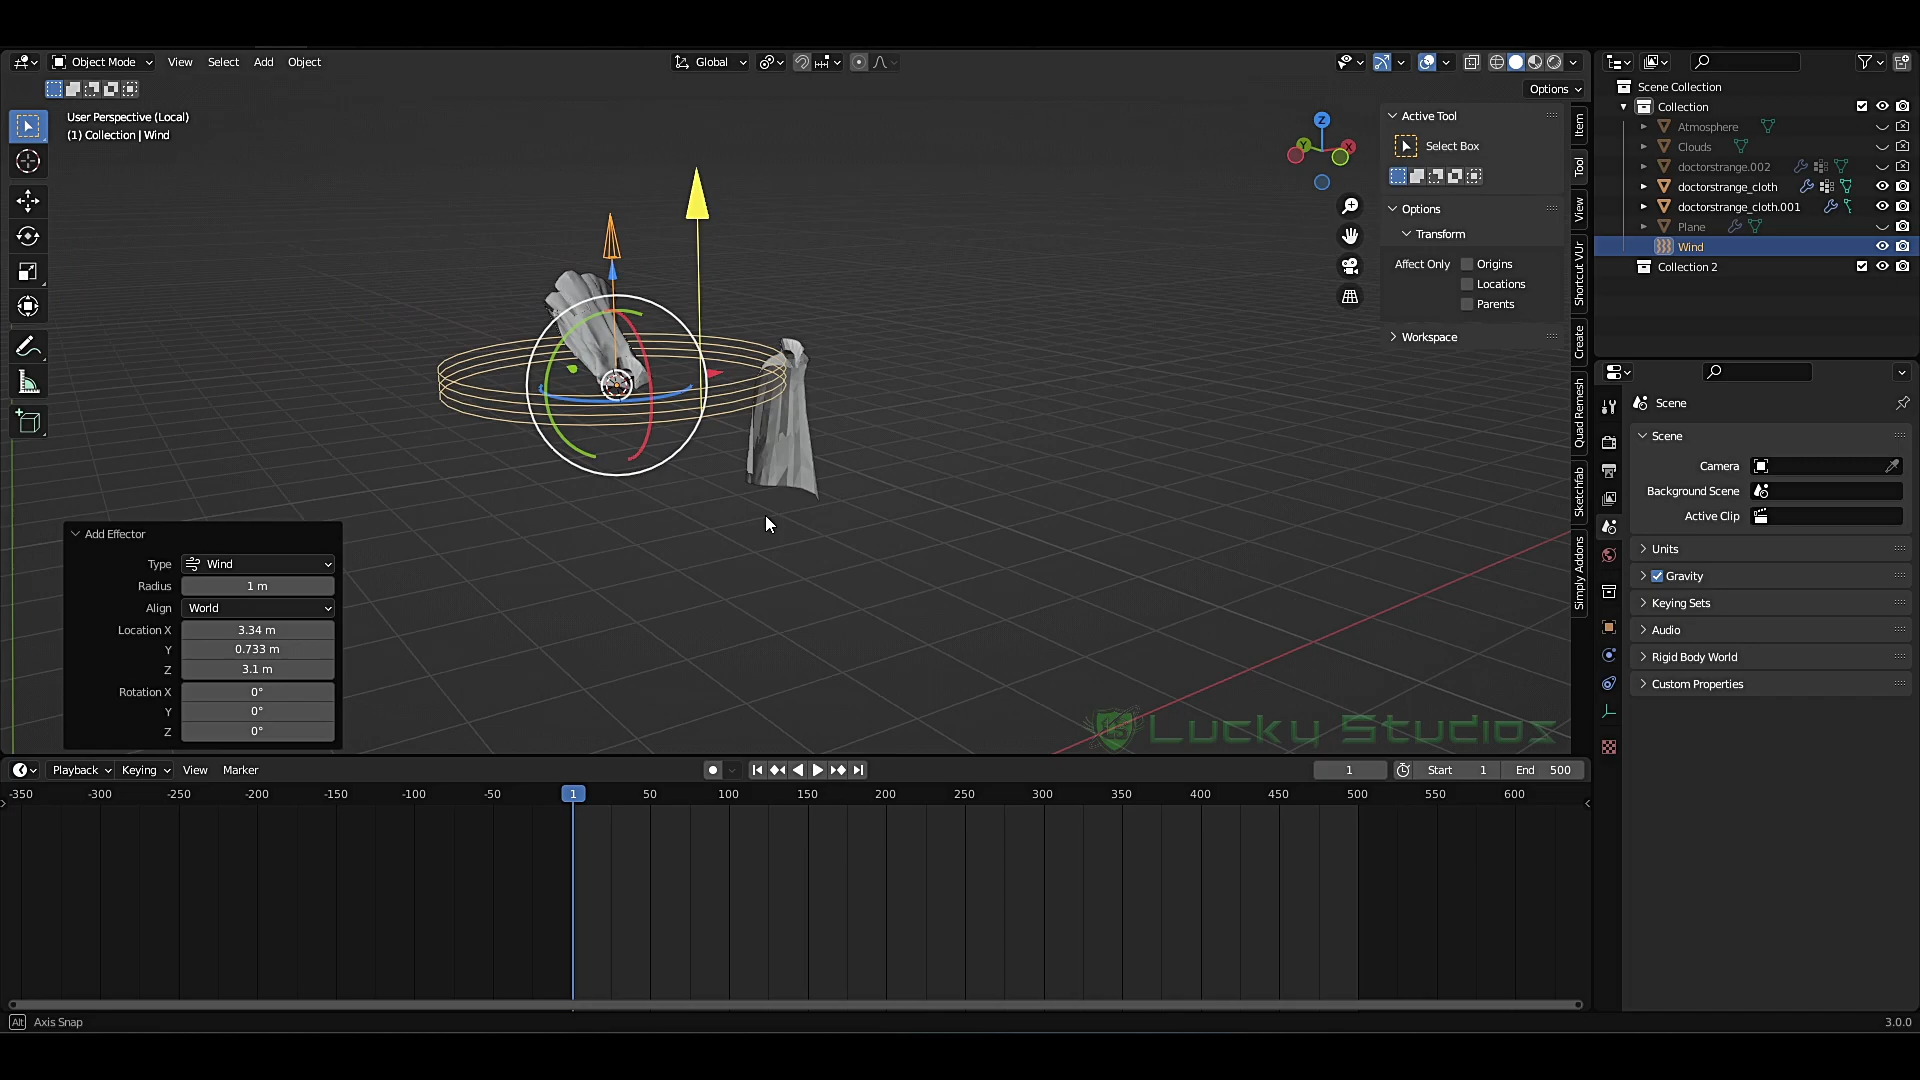 Object Mode View Select Add Object Global
Options
User Perspective (Local)
(1) Collection | Wind
Z
Y
X
Active Tool
Select Box
Options
Transform
Affect Only Origins
Locations
Parents
Workspace
Item
Tool
View
Shortcut VUr
Create
Quad Remesh
Sketchfab
Simply Addons
Scene Collection
Collection
Atmosphere
Clouds
doctorstrange.002
doctorstrange_cloth
doctorstrange_cloth.001
Plane
Wind
Collection 2
Scene
Scene
Camera
Background Scene
Active Clip
Units
Gravity
Keying Sets
Audio
Rigid Body World
Custom Properties
Add Effector
Type Wind
Radius 1 m
Align World
Location X 3.34 m
Y 0.733 m
Z 3.1 m
Rotation X 0°
Y 0°
Z 0°
Lucky Studios
Playback Keying View Marker 1 Start 1 End 500
-350 -300 -250 -200 -150 -100 -50 1 50 100 150 200 250 300 350 400 450 500 550 600
Alt Axis Snap 3.0.0